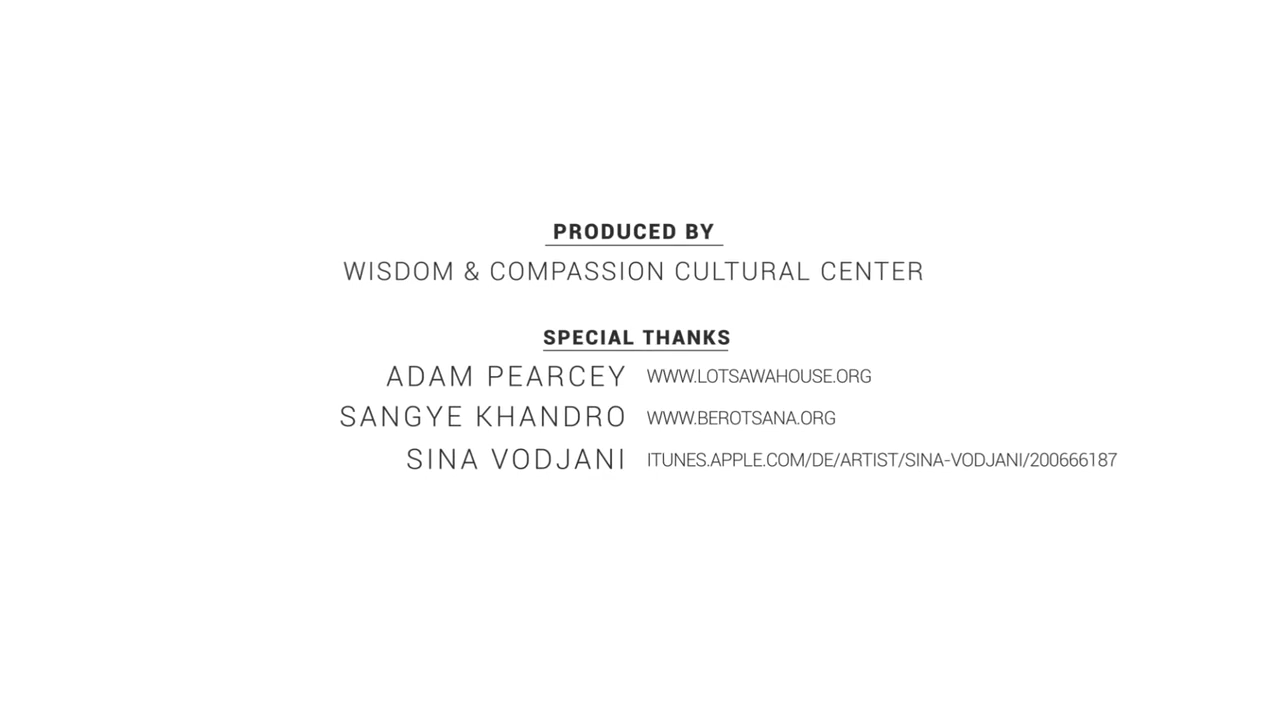 PRODUCED BY
WISDOM & COMPASSION CULTURAL CENTER
SPECIAL THANKS
ADAM PEARCEY WWW.LOTSAWAHOUSE.ORG
SANGYE KHANDRO WWW.BEROTSANA.ORG
SINA VODJANI ITUNES.APPLE.COM/DE/ARTIST/SINA-VODJANI/200666187